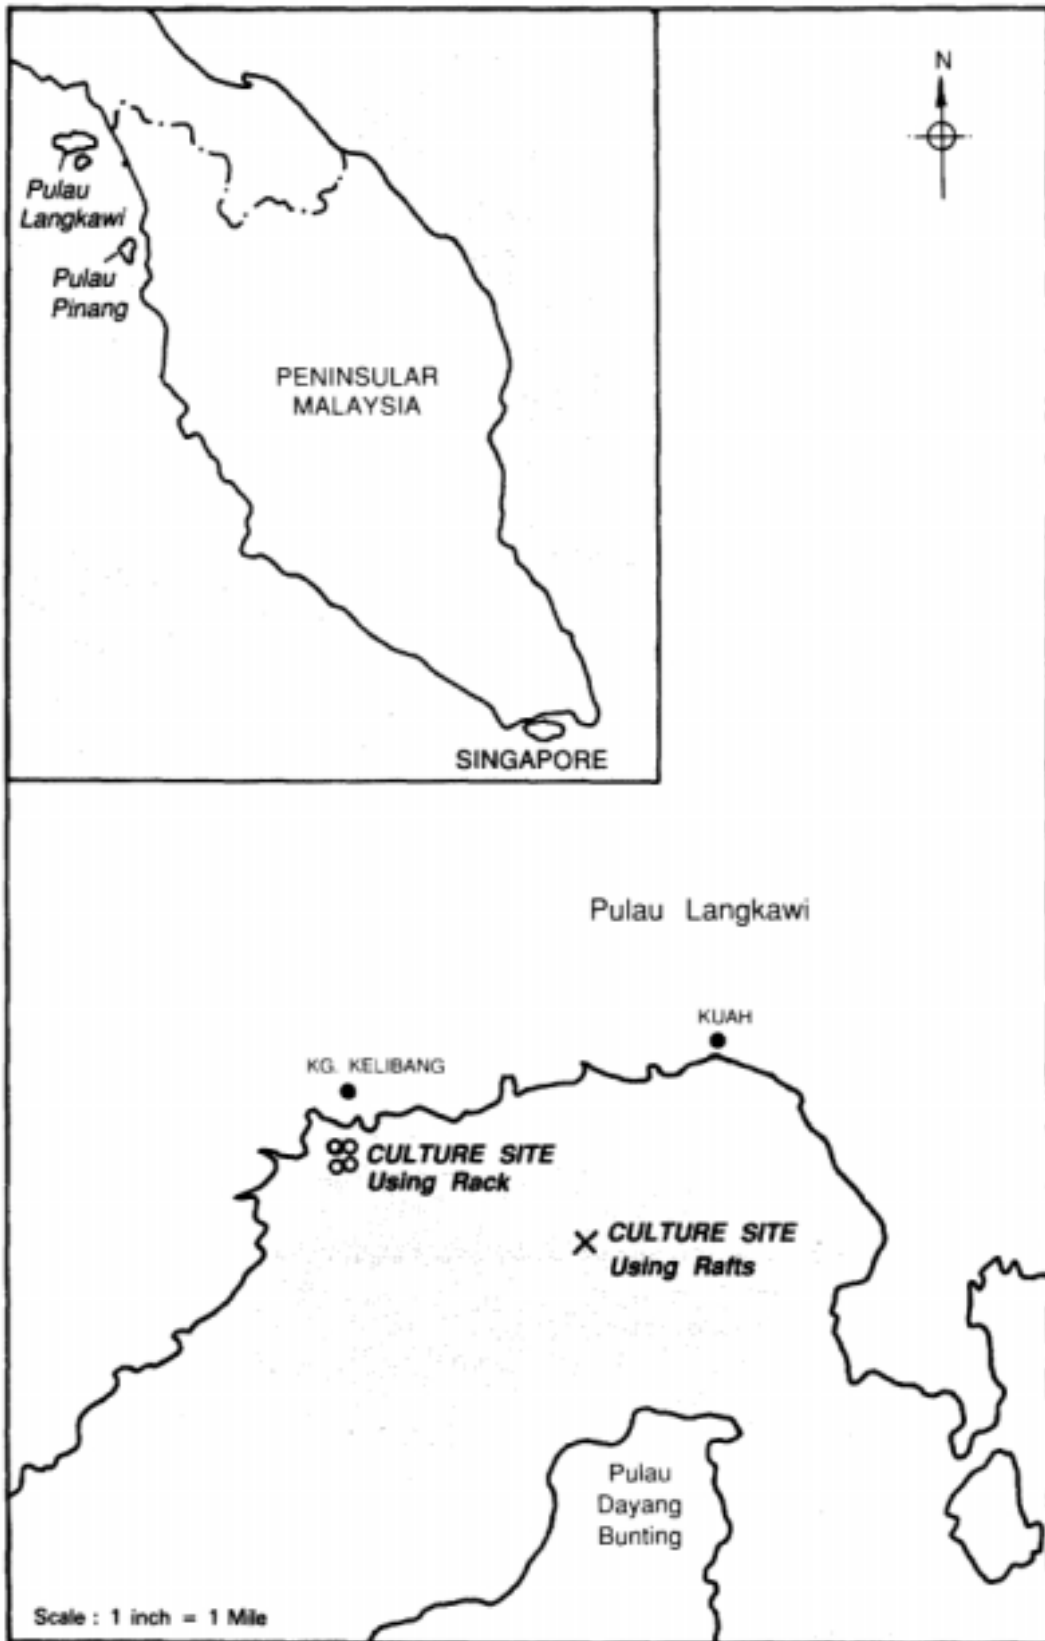 N
Pulau
Langkawi
Pulau
Pinang
PENINSULAR
MALAYSIA
SINGAPORE
Pulau Langkawi
KUAH
KG. KELIBANG
CULTURE SITE
Using Rack
CULTURE SITE
Using Rafts
Pulau
Dayang
Bunting
Scale : 1 inch = 1 Mile